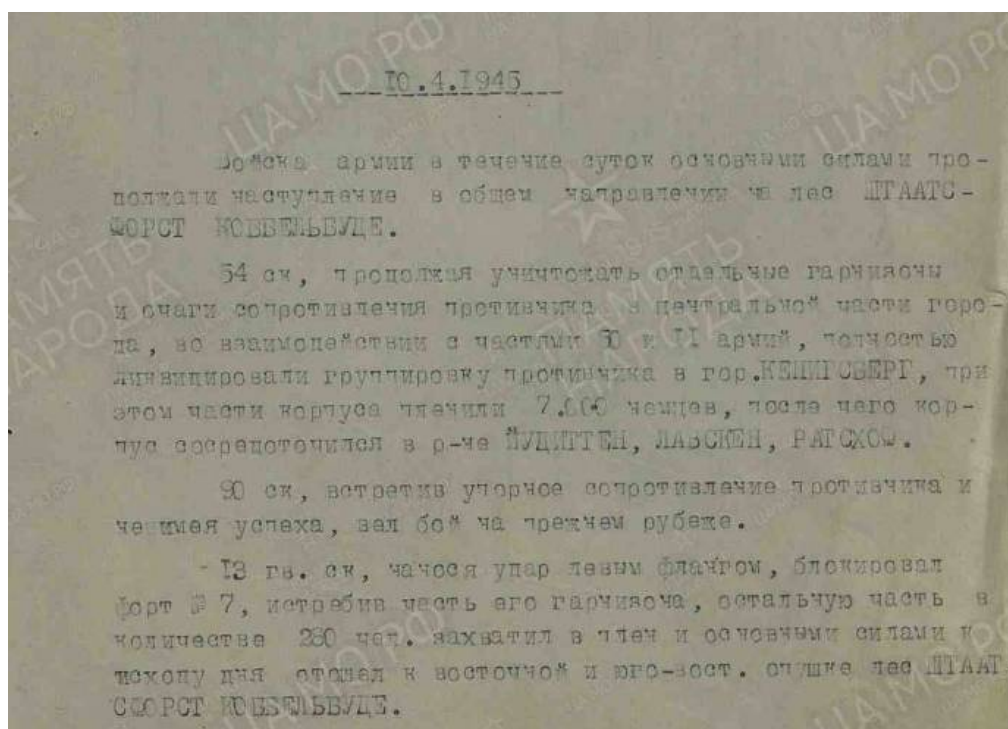 10.4.1945
Войска армии в течение суток основными силами про-
должали наступление в общем направлении на лес ШТААТС-
ФОРСТ КОББЕЛЬБУДЕ.
54 ск, продолжая уничтожать отдельные гарнизоны
и очаги сопротивления противника в центральной части горо-
да, во взаимодействии с частями 50 и II армий, полностью
ликвидировали группировку противника в гор.КЕНИГСБЕРГ, при
этом части корпуса пленили 7.000 немцев, после чего кор-
пус сосредоточился в р-не ЙУДИТТЕН, ЛАВСКЕН, РАТСХОФ.
90 ск, встретив упорное сопротивление противника и
не имея успеха, вел бой на прежнем рубеже.
13 гв. ск, нанося удар левым флангом, блокировал
форт № 7, истребив часть его гарнизона, остальную часть в
количестве 280 чел. захватил в плен и основными силами к
исходу дня отошел к восточной и юго-вост. опушке лес ШТААТ
СФОРСТ КОББЕЛЬБУДЕ.
ЦАМО РФ
ПАМЯТЬ
НАРОДА